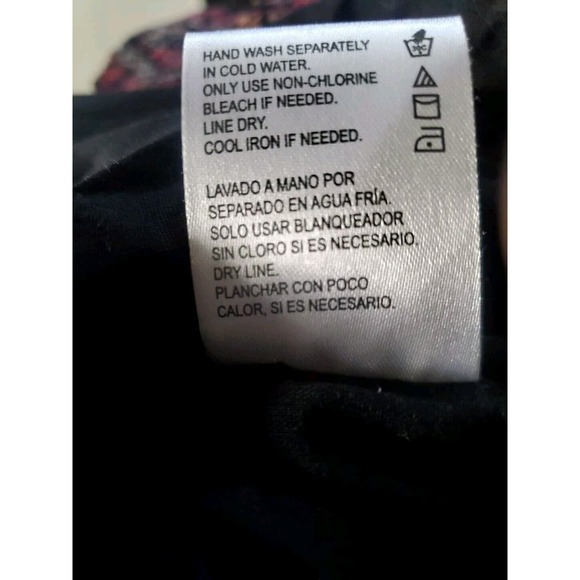 HAND WASH SEPARATELY
IN COLD WATER.
ONLY USE NON-CHLORINE
BLEACH IF NEEDED.
LINE DRY.
COOL IRON IF NEEDED.
30C
LAVADO A MANO POR
SEPARADO EN AGUA FRÍA.
SOLO USAR BLANQUEADOR
SIN CLORO SI ES NECESARIO.
DRY LINE.
PLANCHAR CON POCO
CALOR, SI ES NECESARIO.